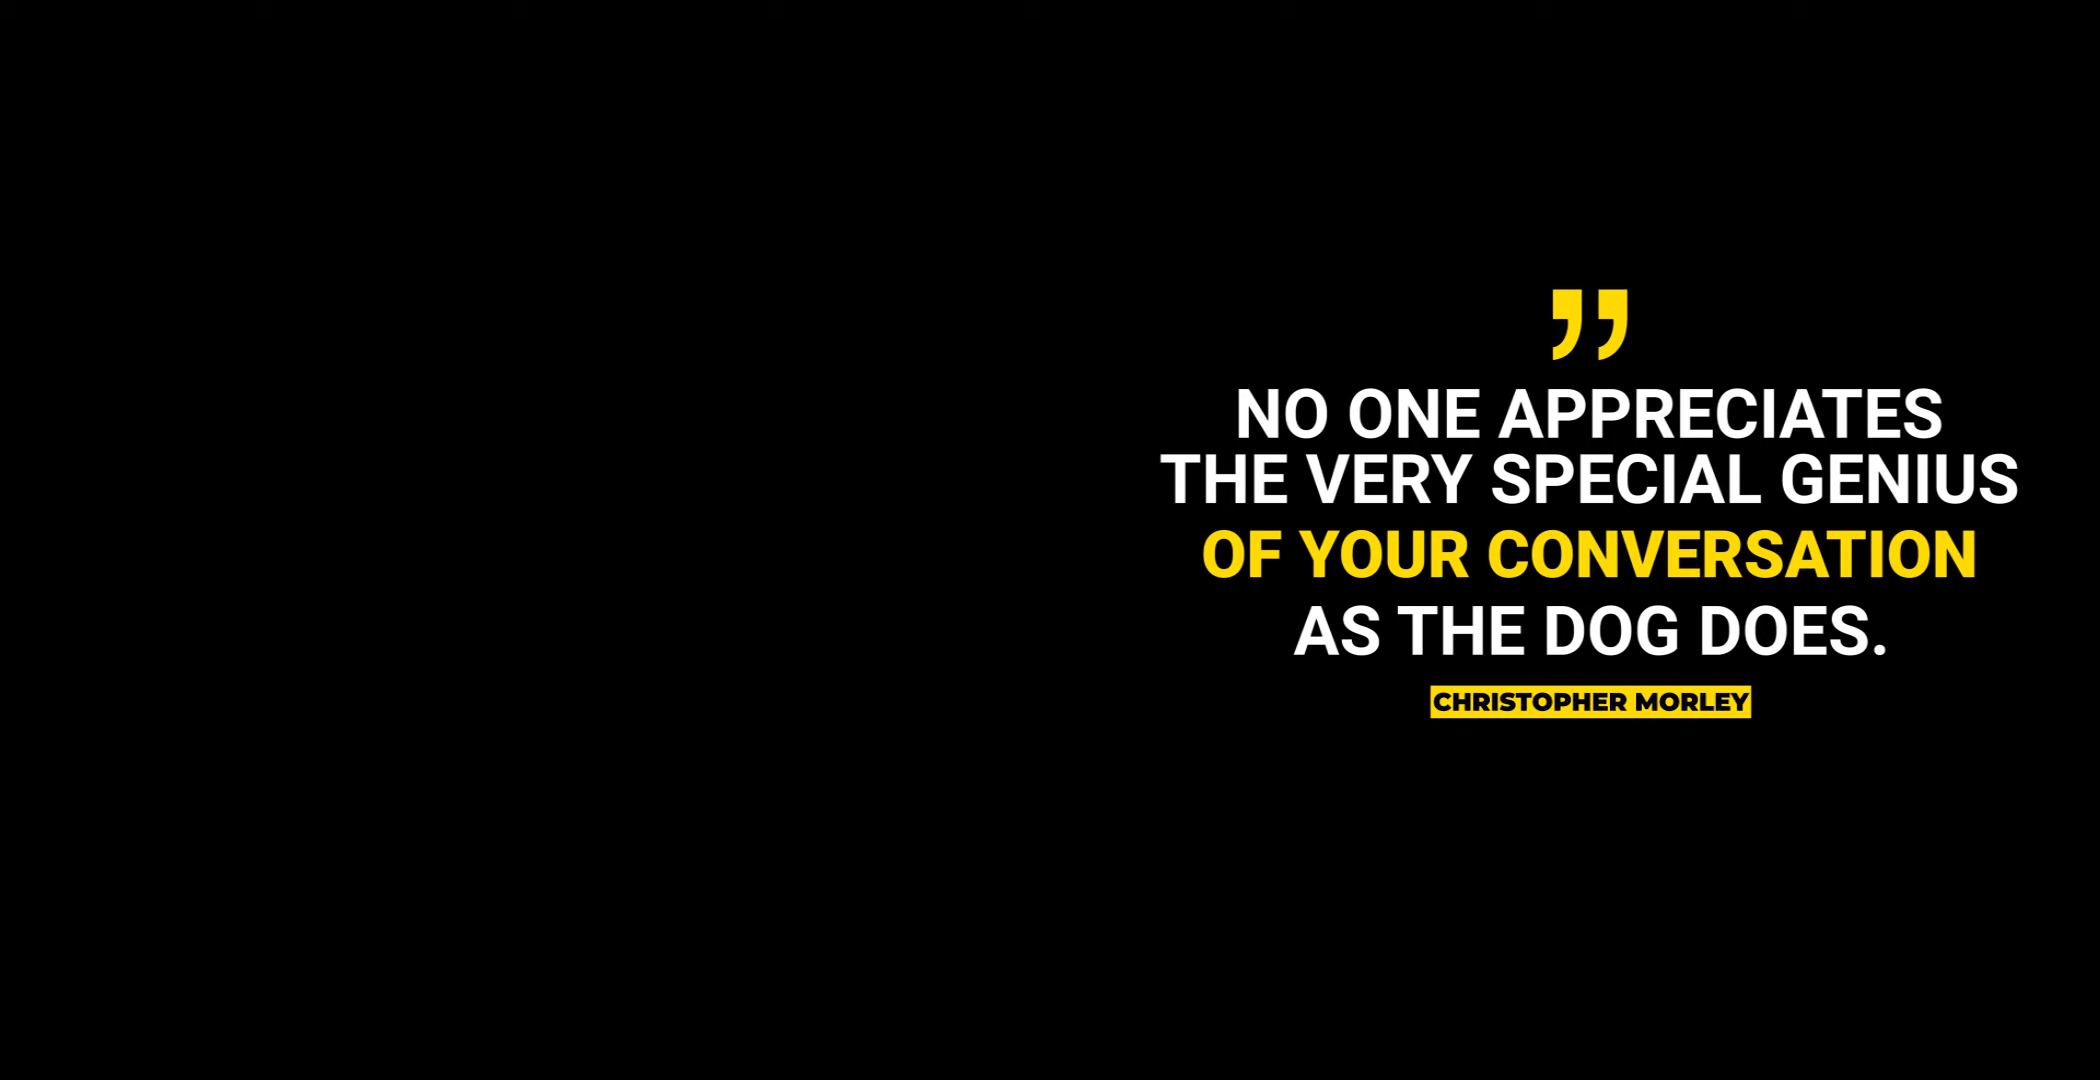 ”
NO ONE APPRECIATES
THE VERY SPECIAL GENIUS
OF YOUR CONVERSATION
AS THE DOG DOES.
CHRISTOPHER MORLEY